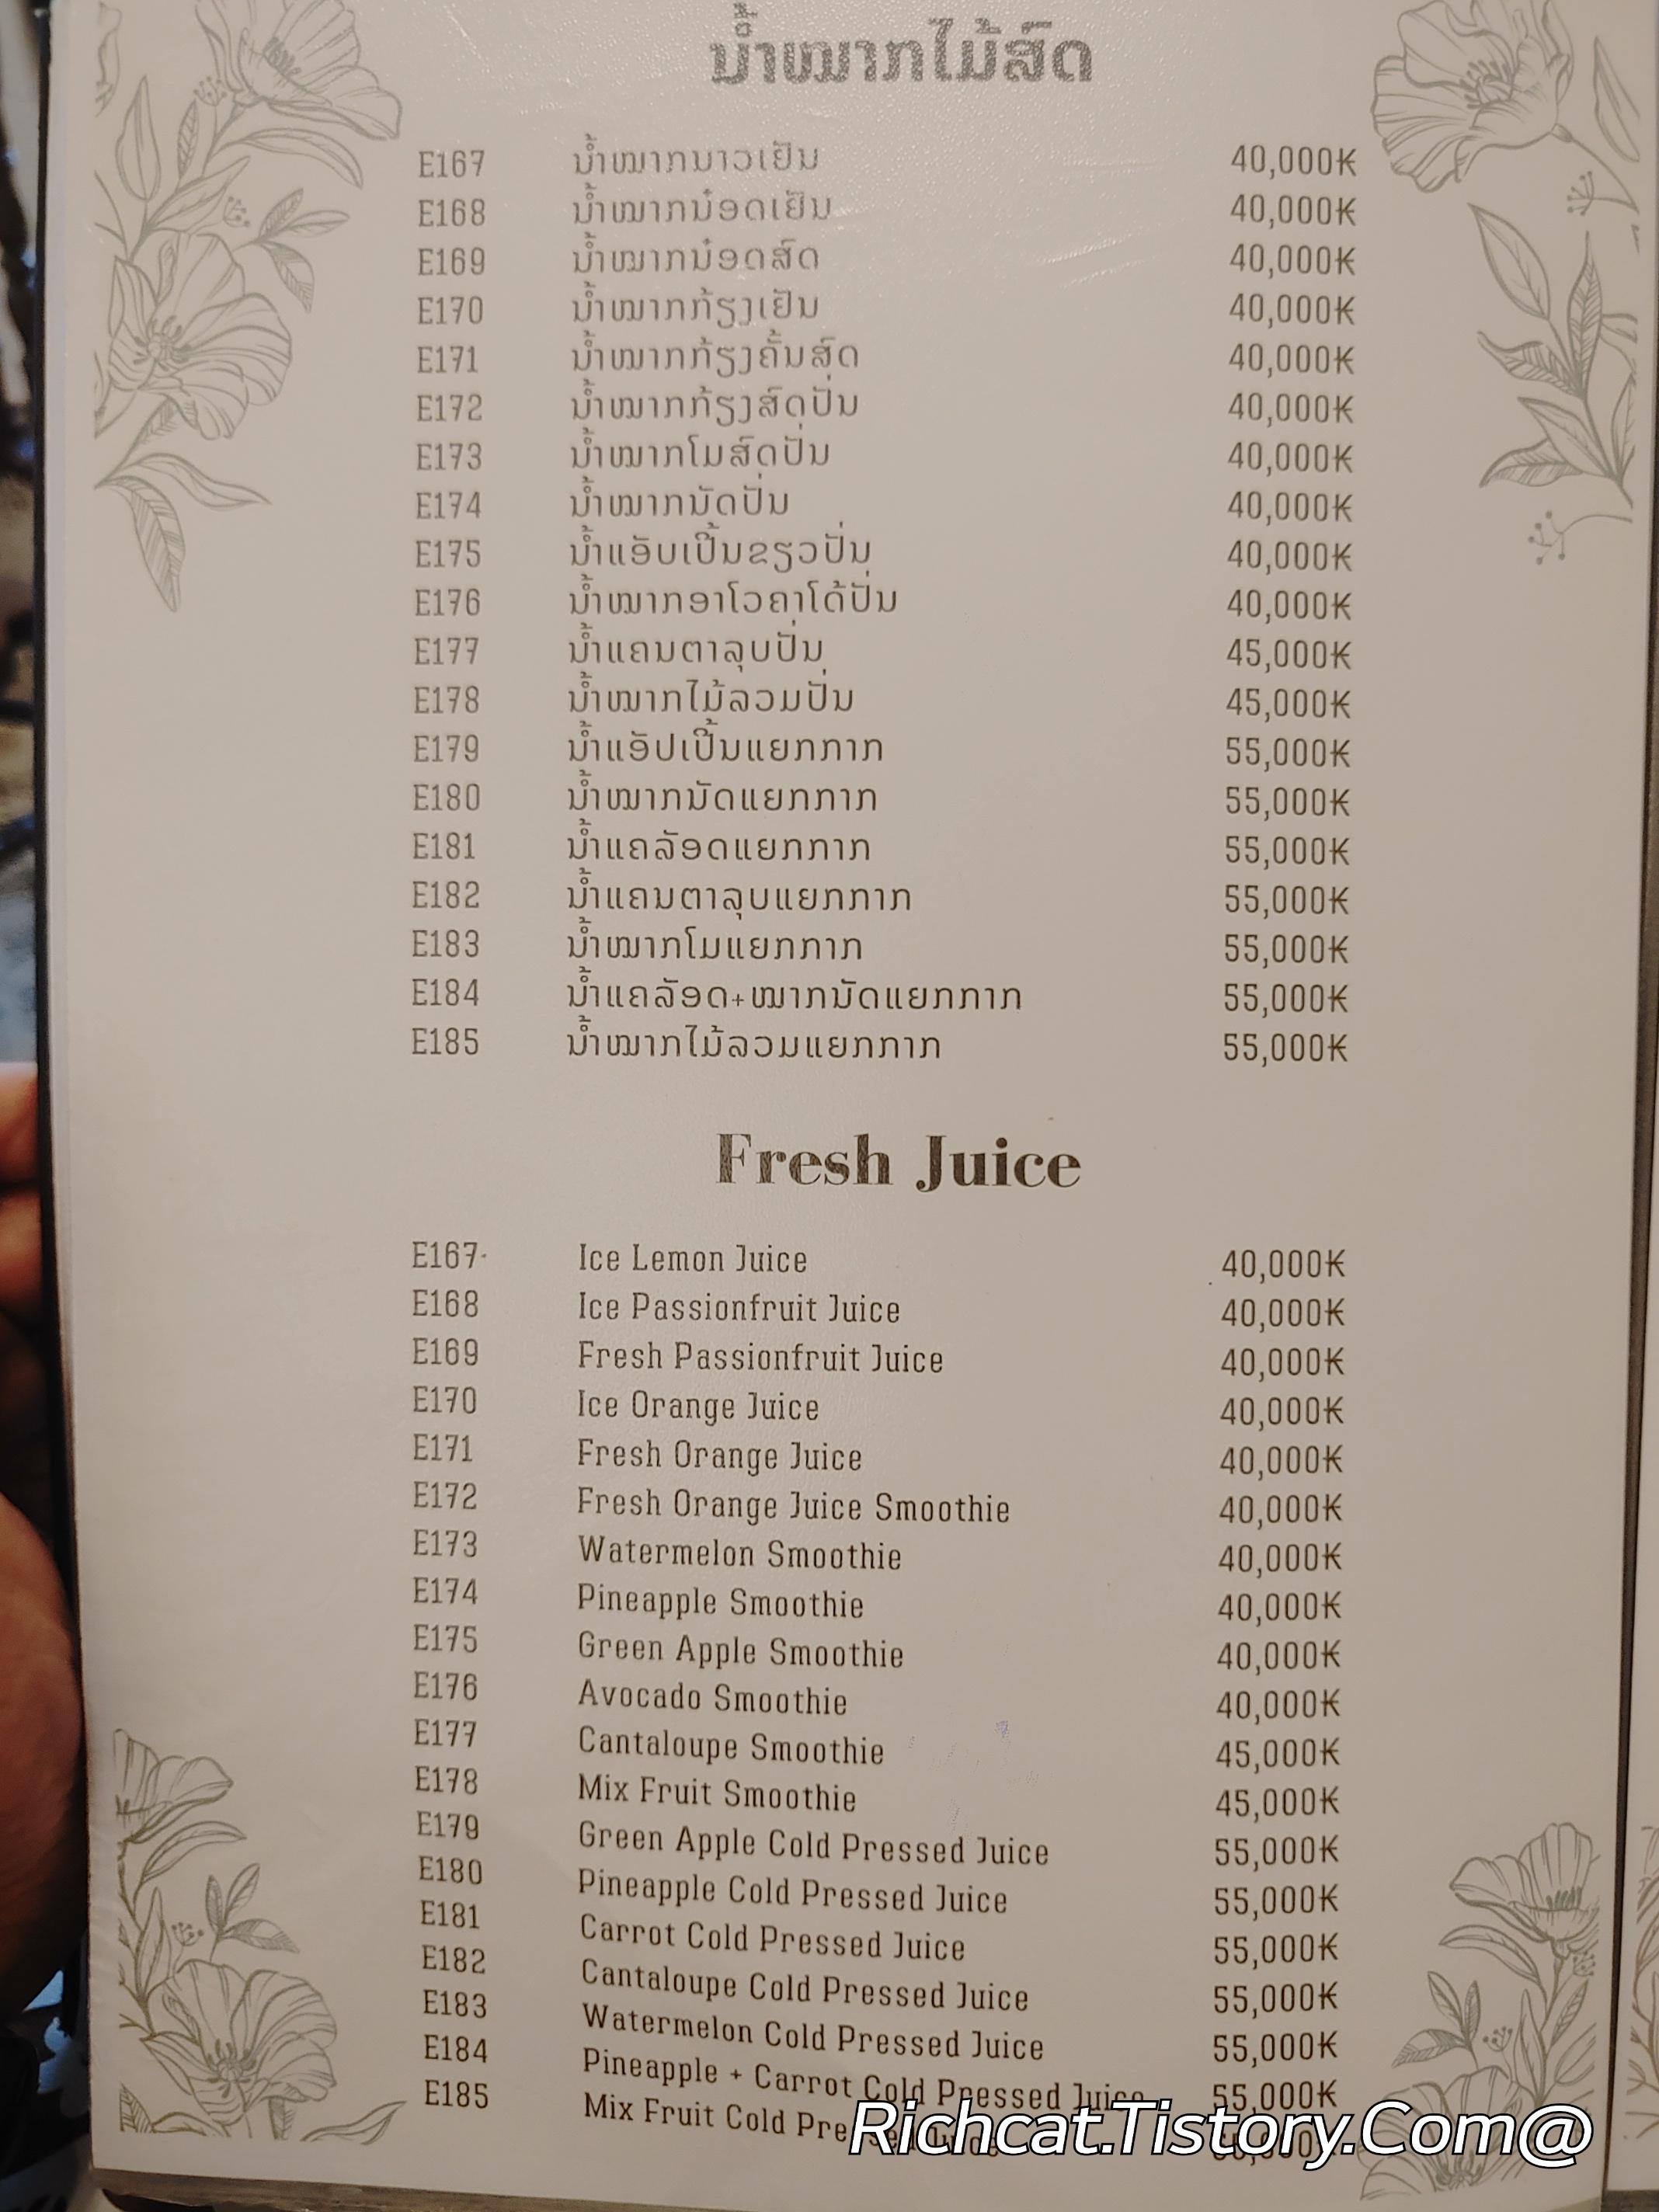 ນ້ຳໝາກໄມ້ສົດ
E167 ນ້ຳໝາກນາວເຢັນ 40,000₭
E168 ນ້ຳໝາກນ໋ອດເຢັນ 40,000₭
E169 ນ້ຳໝາກນ໋ອດສົດ 40,000₭
E170 ນ້ຳໝາກກ້ຽງເຢັນ 40,000₭
E171 ນ້ຳໝາກກ້ຽງຄັ້ນສົດ 40,000₭
E172 ນ້ຳໝາກກ້ຽງສົດປັ່ນ 40,000₭
E173 ນ້ຳໝາກໂມສົດປັ່ນ 40,000₭
E174 ນ້ຳໝາກນັດປັ່ນ 40,000₭
E175 ນ້ຳແອັບເປິ້ນຂຽວປັ່ນ 40,000₭
E176 ນ້ຳໝາກອາໂວຄາໂດ້ປັ່ນ 40,000₭
E177 ນ້ຳແຄນຕາລຸບປັ່ນ 45,000₭
E178 ນ້ຳໝາກໄມ້ລວມປັ່ນ 45,000₭
E179 ນ້ຳແອັປເປິ້ນແຍກກາກ 55,000₭
E180 ນ້ຳໝາກນັດແຍກກາກ 55,000₭
E181 ນ້ຳແຄລັອດແຍກກາກ 55,000₭
E182 ນ້ຳແຄນຕາລຸບແຍກກາກ 55,000₭
E183 ນ້ຳໝາກໂມແຍກກາກ 55,000₭
E184 ນ້ຳແຄລັອດ+ໝາກນັດແຍກກາກ 55,000₭
E185 ນ້ຳໝາກໄມ້ລວມແຍກກາກ 55,000₭
Fresh Juice
E167 Ice Lemon Juice 40,000₭
E168 Ice Passionfruit Juice 40,000₭
E169 Fresh Passionfruit Juice 40,000₭
E170 Ice Orange Juice 40,000₭
E171 Fresh Orange Juice 40,000₭
E172 Fresh Orange Juice Smoothie 40,000₭
E173 Watermelon Smoothie 40,000₭
E174 Pineapple Smoothie 40,000₭
E175 Green Apple Smoothie 40,000₭
E176 Avocado Smoothie 40,000₭
E177 Cantaloupe Smoothie 45,000₭
E178 Mix Fruit Smoothie 45,000₭
E179 Green Apple Cold Pressed Juice 55,000₭
E180 Pineapple Cold Pressed Juice 55,000₭
E181 Carrot Cold Pressed Juice 55,000₭
E182 Cantaloupe Cold Pressed Juice 55,000₭
E183 Watermelon Cold Pressed Juice 55,000₭
E184 Pineapple + Carrot Cold Pressed Juice 55,000₭
E185 Mix Fruit Cold Pressed Juice
Richcat.Tistory.Com@